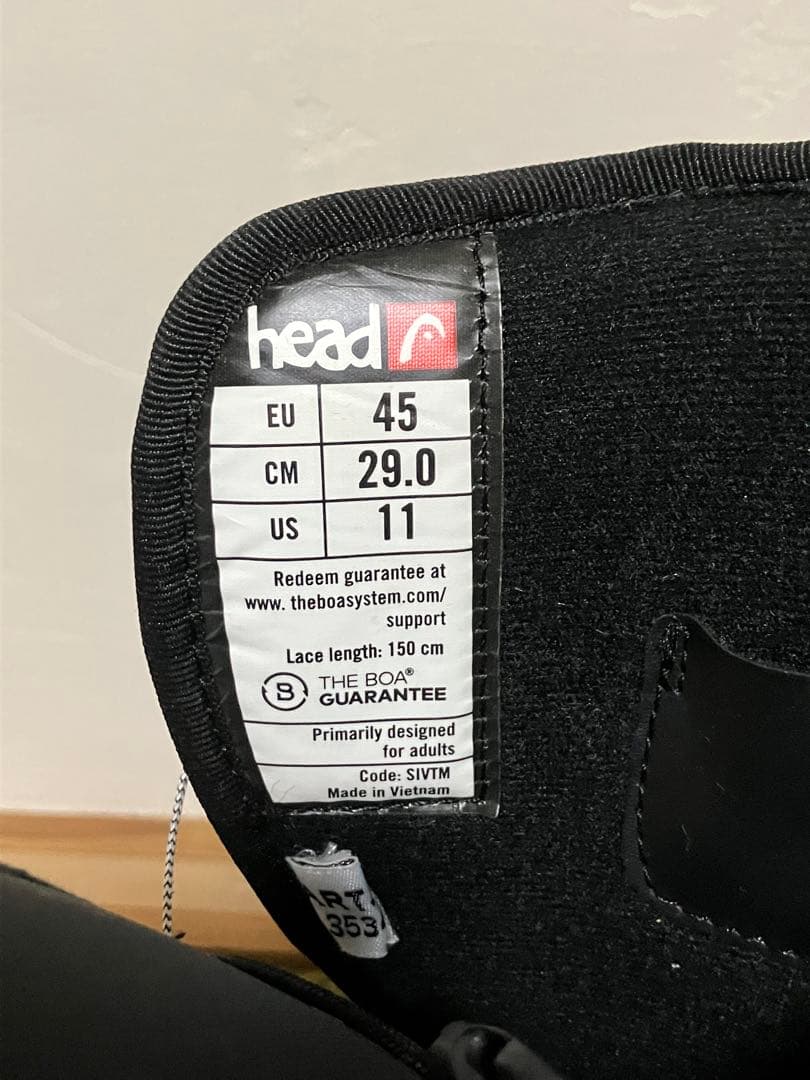 head
EU 45
CM 29.0
US 11
Redeem guarantee at
www. theboasystem.com/
support
Lace length: 150 cm
B THE BOA®
GUARANTEE
Primarily designed
for adults
Code: SIVTM
Made in Vietnam
353